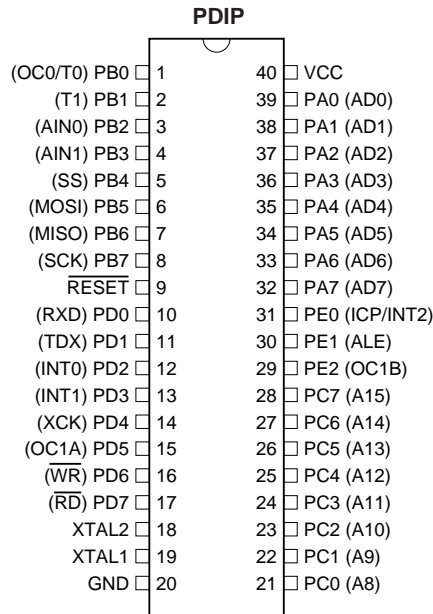 PDIP
(OC0/T0) PB0 1 40 VCC
(T1) PB1 2 39 PA0 (AD0)
(AIN0) PB2 3 38 PA1 (AD1)
(AIN1) PB3 4 37 PA2 (AD2)
(SS) PB4 5 36 PA3 (AD3)
(MOSI) PB5 6 35 PA4 (AD4)
(MISO) PB6 7 34 PA5 (AD5)
(SCK) PB7 8 33 PA6 (AD6)
RESET 9 32 PA7 (AD7)
(RXD) PD0 10 31 PE0 (ICP/INT2)
(TDX) PD1 11 30 PE1 (ALE)
(INT0) PD2 12 29 PE2 (OC1B)
(INT1) PD3 13 28 PC7 (A15)
(XCK) PD4 14 27 PC6 (A14)
(OC1A) PD5 15 26 PC5 (A13)
(WR) PD6 16 25 PC4 (A12)
(RD) PD7 17 24 PC3 (A11)
XTAL2 18 23 PC2 (A10)
XTAL1 19 22 PC1 (A9)
GND 20 21 PC0 (A8)